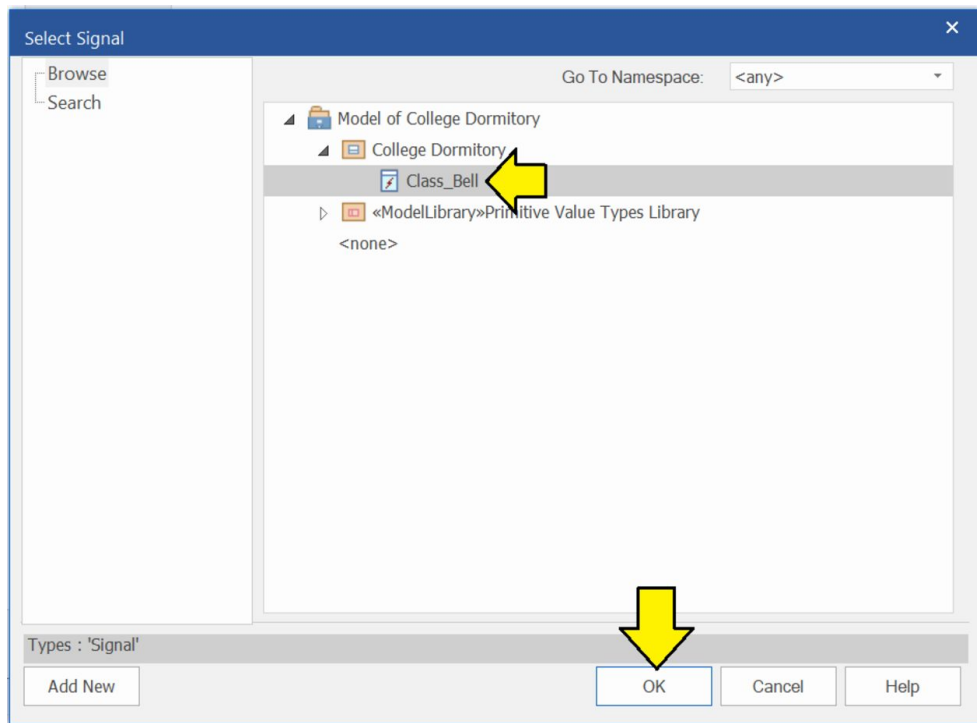 Select Signal
Browse
Search
Go To Namespace: <any>
Model of College Dormitory
College Dormitory
Class_Bell
«ModelLibrary»Primitive Value Types Library
<none>
Types : 'Signal'
Add New OK Cancel Help